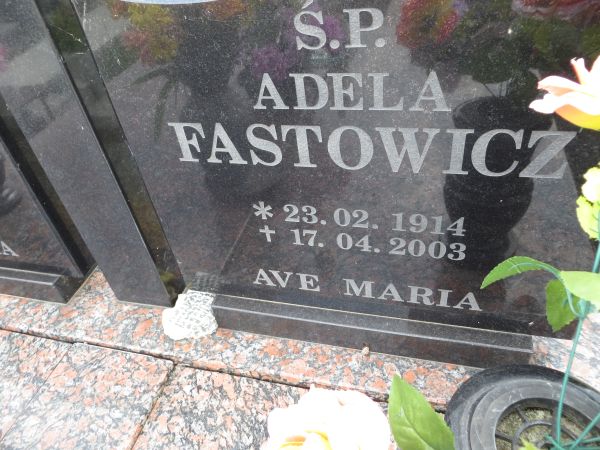 Ś.P.
ADELA
FASTOWICZ
* 23.02.1914
† 17.04.2003
AVE MARIA
A